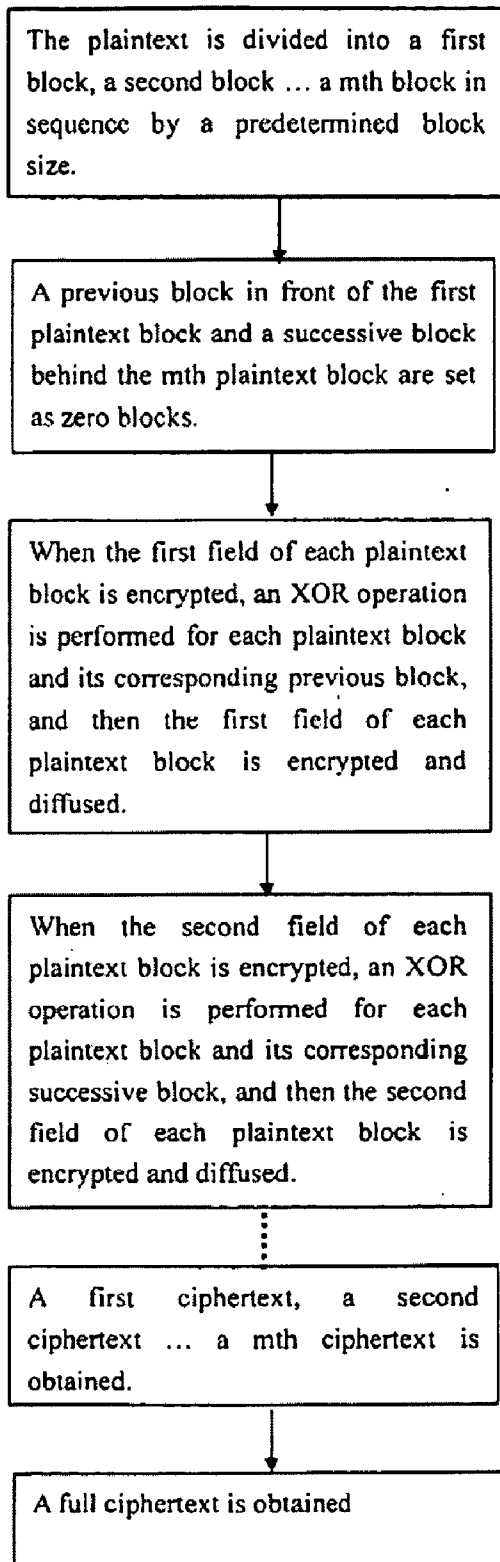 The plaintext is divided into a first
block, a second block ... a mth block in
sequence by a predetermined block
size.
A previous block in front of the first
plaintext block and a successive block
behind the mth plaintext block are set
as zero blocks.
When the first field of each plaintext
block is encrypted, an XOR operation
is performed for each plaintext block
and its corresponding previous block,
and then the first field of each
plaintext block is encrypted and
diffused.
When the second field of each
plaintext block is encrypted, an XOR
operation is performed for each
plaintext block and its corresponding
successive block, and then the second
field of each plaintext block is
encrypted and diffused.
A first ciphertext, a second
ciphertext ... a mth ciphertext is
obtained.
A full ciphertext is obtained